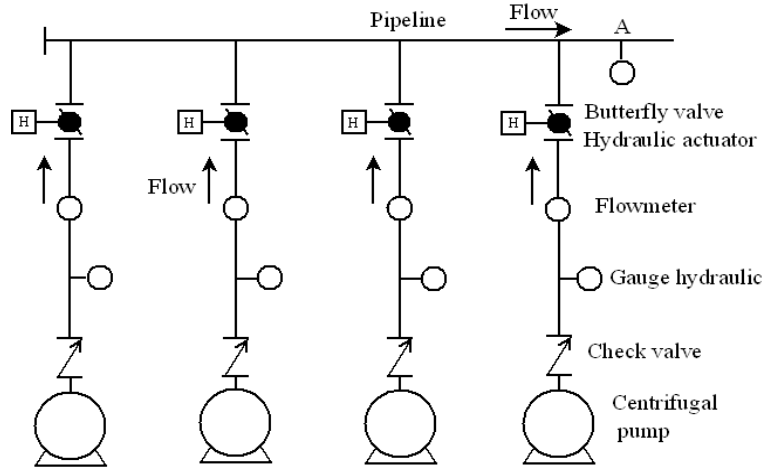 Pipeline
Flow
A
H
H
H
H
Butterfly valve
Hydraulic actuator
Flow
Flowmeter
Gauge hydraulic
Check valve
Centrifugal
pump